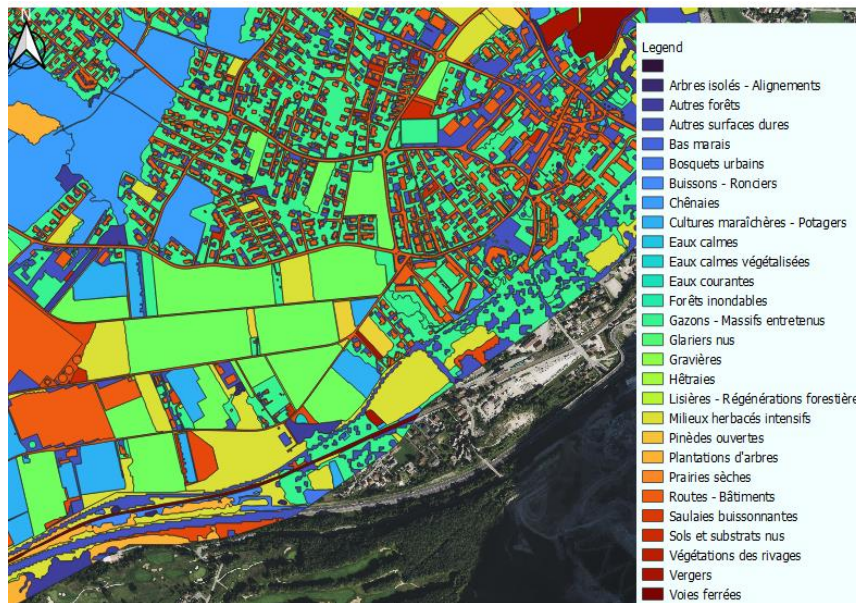 Legend
Arbres isolés - Alignements
Autres forêts
Autres surfaces dures
Bas marais
Bosquets urbains
Buissons - Ronciers
Chênaies
Cultures maraîchères - Potagers
Eaux calmes
Eaux calmes végétalisées
Eaux courantes
Forêts inondables
Gazons - Massifs entretenus
Glariers nus
Gravières
Hêtraies
Lisières - Régénérations forestière
Milieux herbacés intensifs
Pinèdes ouvertes
Plantations d'arbres
Prairies sèches
Routes - Bâtiments
Saulaies buissonnantes
Sols et substrats nus
Végétations des rivages
Vergers
Voies ferrées